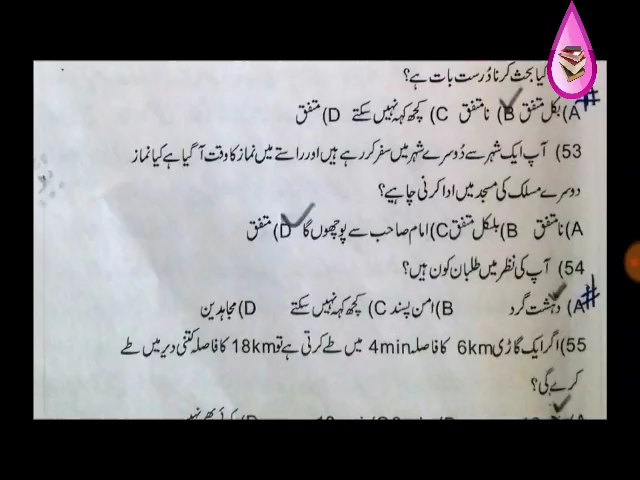 کیا بحث کرنا دُرست بات ہے؟
A) بکل متفق B) نا متفق C) کچھ کہہ نہیں سکتے D) متفق
53) آپ ایک شہر سے دُوسرے شہر میں سفر کر رہے ہیں اور راستے میں نماز کا وقت آ گیا ہے کیا نماز
دوسرے مسلک کی مسجد میں ادا کرنی چاہیے؟
A) نا متفق B) بلکل متفق C) امام صاحب سے پوچھوں گا D) متفق
54) آپ کی نظر میں طلبان کون ہیں؟
A) دہشت گرد B) امن پسند C) کچھ کہہ نہیں سکتے D) مجاہدین
55) اگر ایک گاڑی 6km کا فاصلہ 4min میں طے کرتی ہے تو 18km کا فاصلہ کتنی دیر میں طے
کرے گی؟